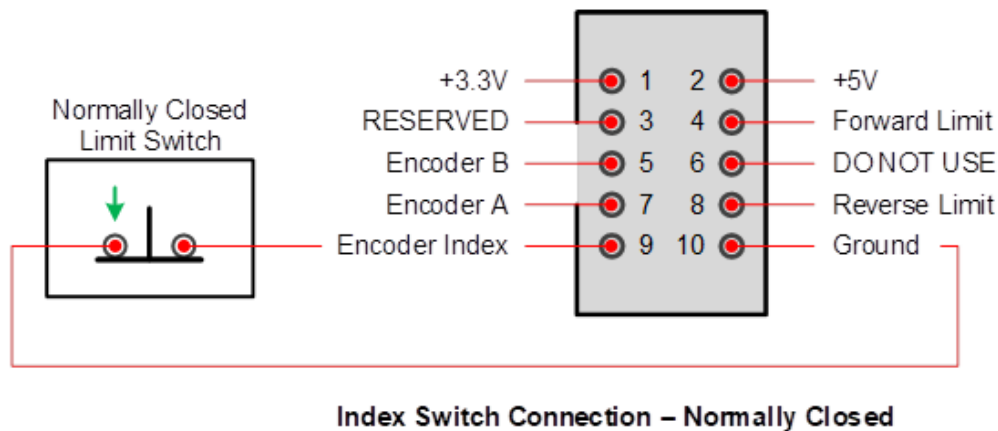 Normally Closed
Limit Switch
+3.3V 1 2 +5V
RESERVED 3 4 Forward Limit
Encoder B 5 6 DO NOT USE
Encoder A 7 8 Reverse Limit
Encoder Index 9 10 Ground
Index Switch Connection – Normally Closed